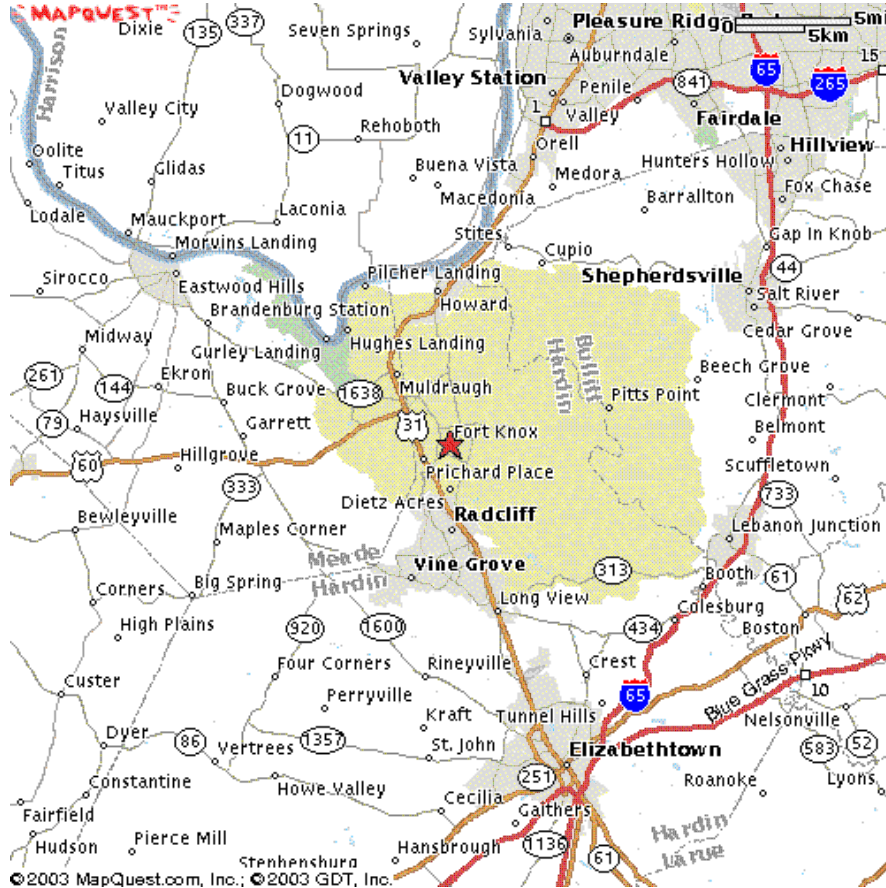 MAPQUEST
Dixie
135
337
Seven Springs
Sylvania
Pleasure Ridge
0
5mi
5km
Auburndale
Harrison
Valley Station
65
15
Dogwood
Penile
841
265
Valley City
1
Valley
Fairdale
11
Rehoboth
Orell
Hillview
Oolite
Hunters Hollow
Titus
Glidas
Buena Vista
Medora
Fox Chase
Macedonia
Barrallton
Lodale
Mauckport
Laconia
Stites
Morvins Landing
Cupio
Gap In Knob
Sirocco
Eastwood Hills
Pilcher Landing
Shepherdsville
44
Brandenburg Station
Howard
Salt River
Midway
Gurley Landing
Hughes Landing
Cedar Grove
Bullitt
Hardin
261
144
Ekron
Buck Grove
1638
Muldraugh
Beech Grove
Pitts Point
Clermont
79
Haysville
Garrett
31
Fort Knox
Belmont
60
Hillgrove
Prichard Place
Scuffletown
333
Dietz Acres
733
Bewleyville
Radcliff
Maples Corner
Lebanon Junction
Meade
Hardin
Vine Grove
313
Big Spring
Booth
61
Corners
Long View
Colesburg
62
High Plains
920
1600
434
Boston
Four Corners
Rineyville
Crest
Blue Grass Pkwy
10
Custer
Perryville
65
Tunnel Hills
Nelsonville
Dyer
86
1357
Kraft
583
52
Vertrees
St. John
Elizabethtown
Constantine
Howe Valley
251
Roanoke
Lyons
Fairfield
Cecilia
Gaithers
Hudson
Pierce Mill
Hansbrough
1136
61
Hardin
Larue
Stephensburg
©2003 MapQuest.com, Inc.; ©2003 GDT, Inc.